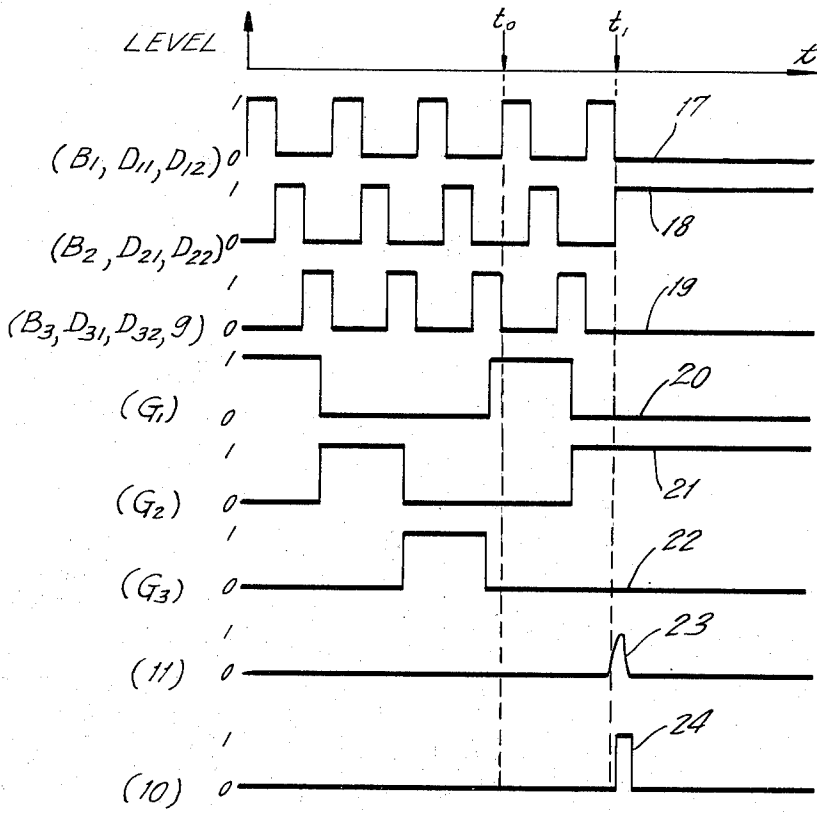 LEVEL t₀ t₁ t
1 17
(B₁, D₁₁, D₁₂) 0
1 18
(B₂, D₂₁, D₂₂) 0
1 19
(B₃, D₃₁, D₃₂, 9) 0
1 20
(G₁) 0
1 21
(G₂) 0
1 22
(G₃) 0
1 23
(11) 0
1 24
(10) 0